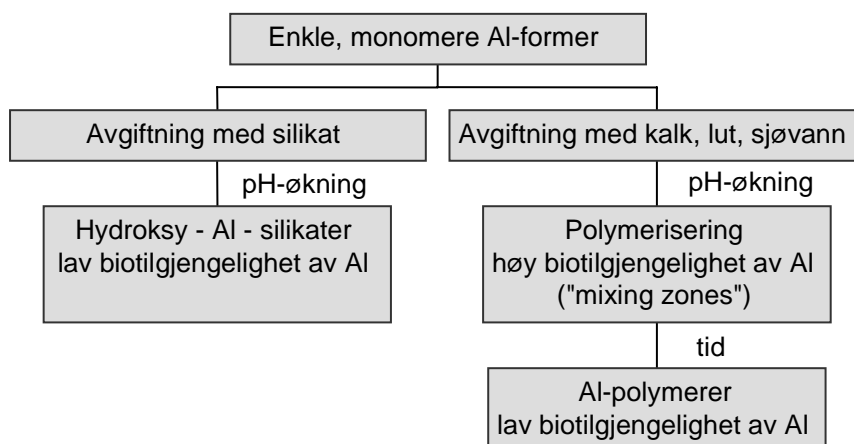 Enkle, monomere Al-former
Avgiftning med silikat
Avgiftning med kalk, lut, sjøvann
pH-økning
pH-økning
Hydroksy - Al - silikater
lav biotilgjengelighet av Al
Polymerisering
høy biotilgjengelighet av Al
("mixing zones")
tid
Al-polymerer
lav biotilgjengelighet av Al